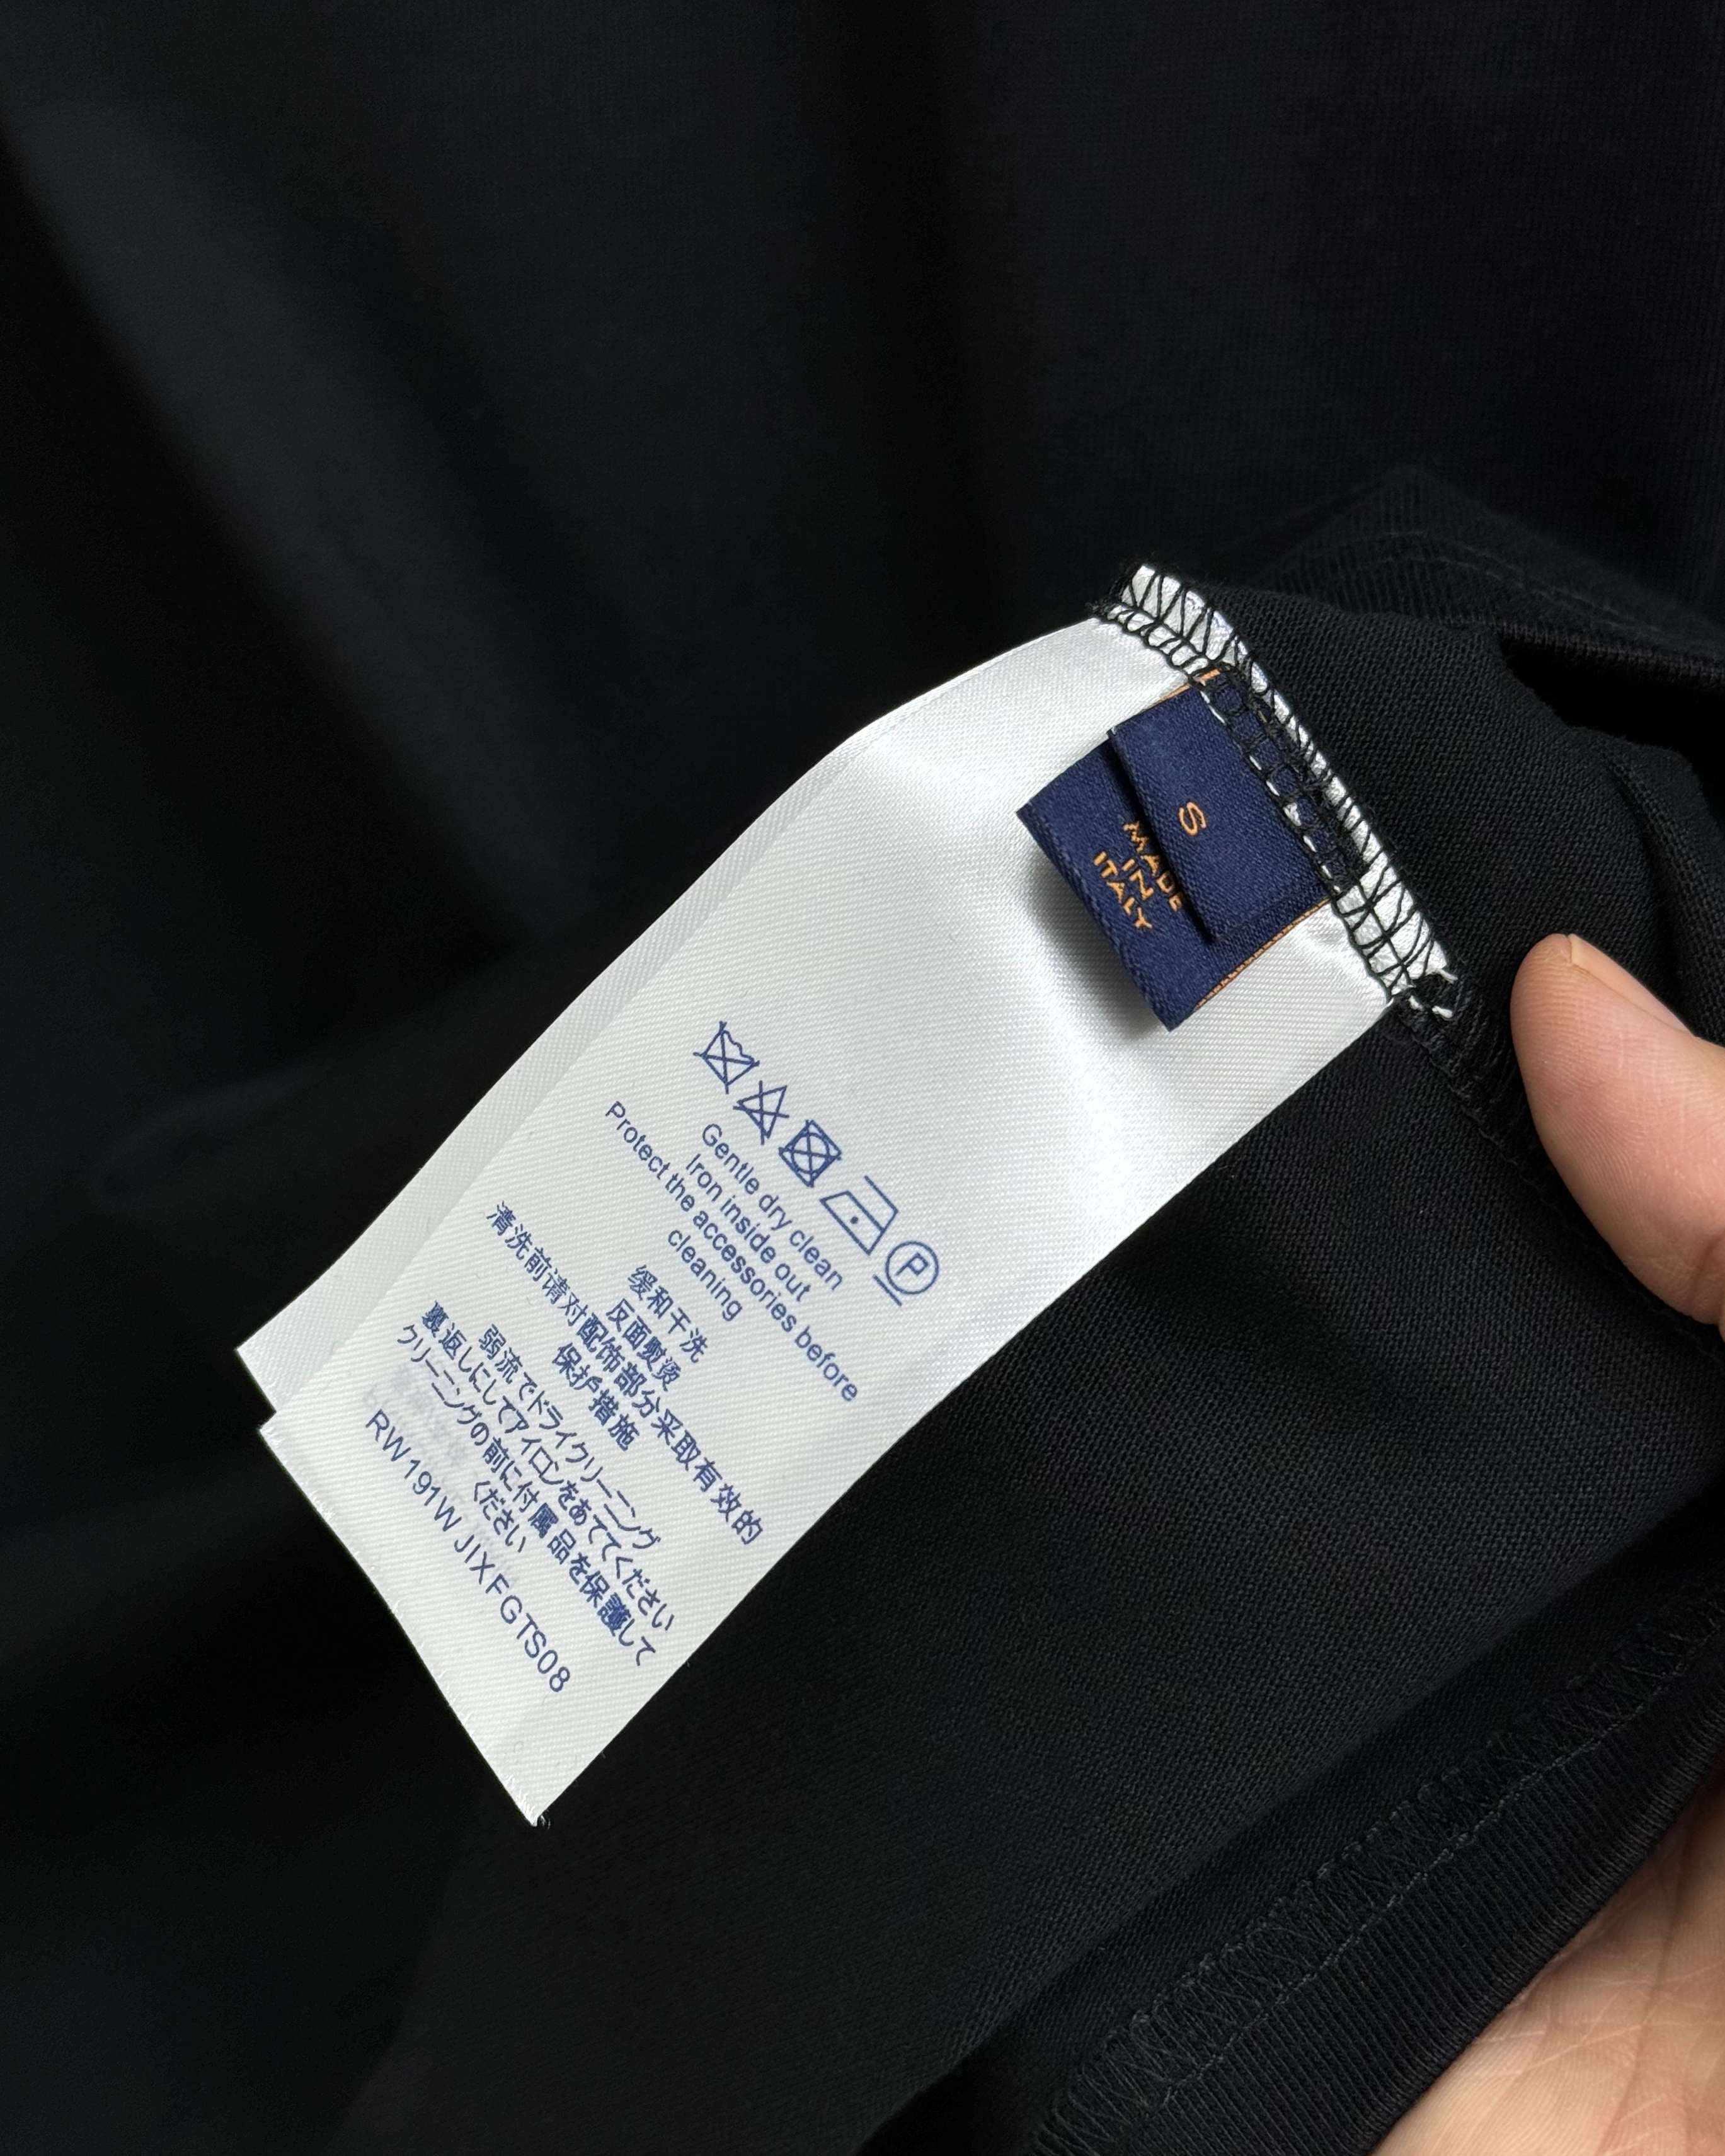 S
MADE
IN
ITALY
P
Gentle dry clean
Iron inside out
Protect the accessories before
cleaning
缓和干洗
反面熨烫
清洗前请对配饰部分采取有效的
保护措施
弱流でドライクリーニング
裏返しにしてアイロンをあててください
クリーニングの前に付属品を保護して
ください
RW191W JIXFGTS08